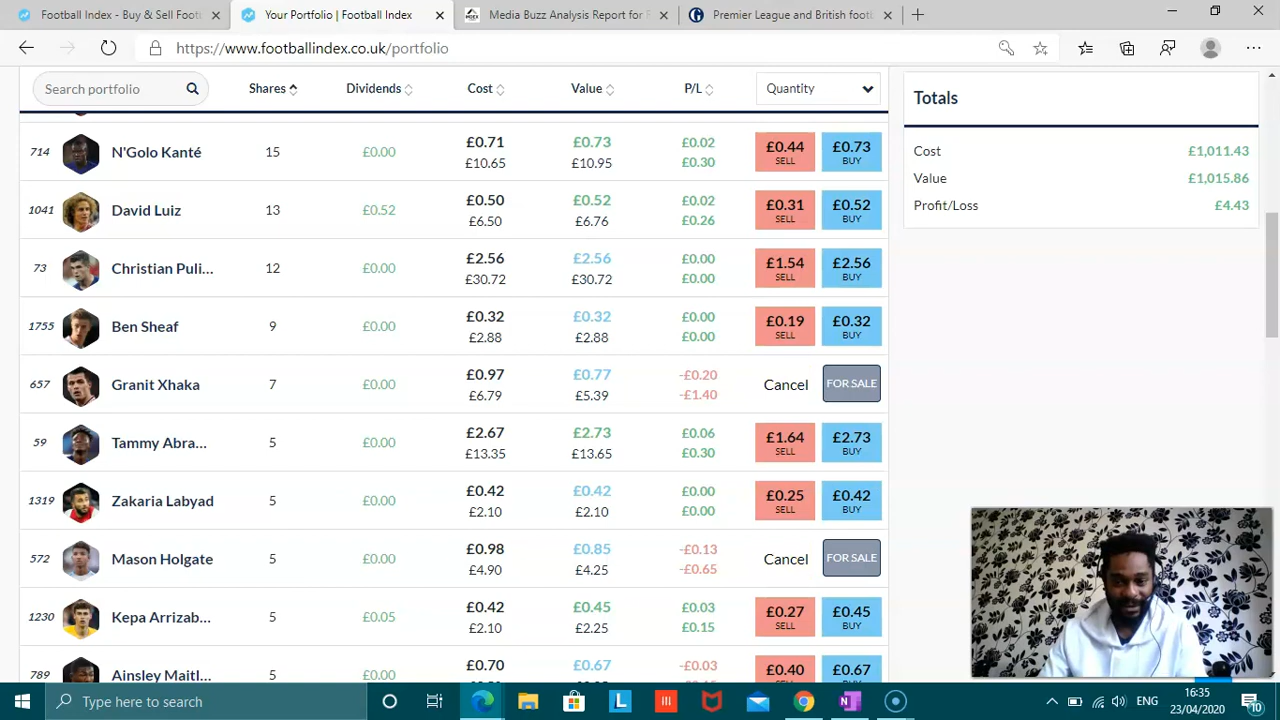 Football Index - Buy & Sell Foot
Your Portfolio | Football Index
Media Buzz Analysis Report for F
Premier League and British footb
https://www.footballindex.co.uk/portfolio
Search portfolio
Shares
Dividends
Cost
Value
P/L
Quantity
714 N'Golo Kanté 15 £0.00 £0.71 £0.73 £0.02 £0.44 £0.73
£10.65 £10.95 £0.30 SELL BUY
1041 David Luiz 13 £0.52 £0.50 £0.52 £0.02 £0.31 £0.52
£6.50 £6.76 £0.26 SELL BUY
73 Christian Puli... 12 £0.00 £2.56 £2.56 £0.00 £1.54 £2.56
£30.72 £30.72 £0.00 SELL BUY
1755 Ben Sheaf 9 £0.00 £0.32 £0.32 £0.00 £0.19 £0.32
£2.88 £2.88 £0.00 SELL BUY
657 Granit Xhaka 7 £0.00 £0.97 £0.77 -£0.20 Cancel FOR SALE
£6.79 £5.39 -£1.40
59 Tammy Abra... 5 £0.00 £2.67 £2.73 £0.06 £1.64 £2.73
£13.35 £13.65 £0.30 SELL BUY
1319 Zakaria Labyad 5 £0.00 £0.42 £0.42 £0.00 £0.25 £0.42
£2.10 £2.10 £0.00 SELL BUY
572 Mason Holgate 5 £0.00 £0.98 £0.85 -£0.13 Cancel FOR SALE
£4.90 £4.25 -£0.65
1230 Kepa Arrizab... 5 £0.05 £0.42 £0.45 £0.03 £0.27 £0.45
£2.10 £2.25 £0.15 SELL BUY
789 Ainsley Maitl... 5 £0.00 £0.70 £0.67 -£0.03 £0.40 £0.67
Totals
Cost £1,011.43
Value £1,015.86
Profit/Loss £4.43
Type here to search
ENG
16:35
23/04/2020
10